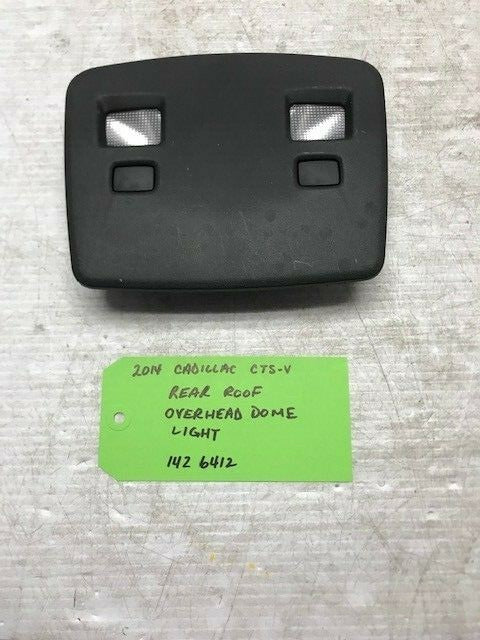 2014 CADILLAC CTS-V
REAR ROOF
OVERHEAD DOME
LIGHT
142 6412